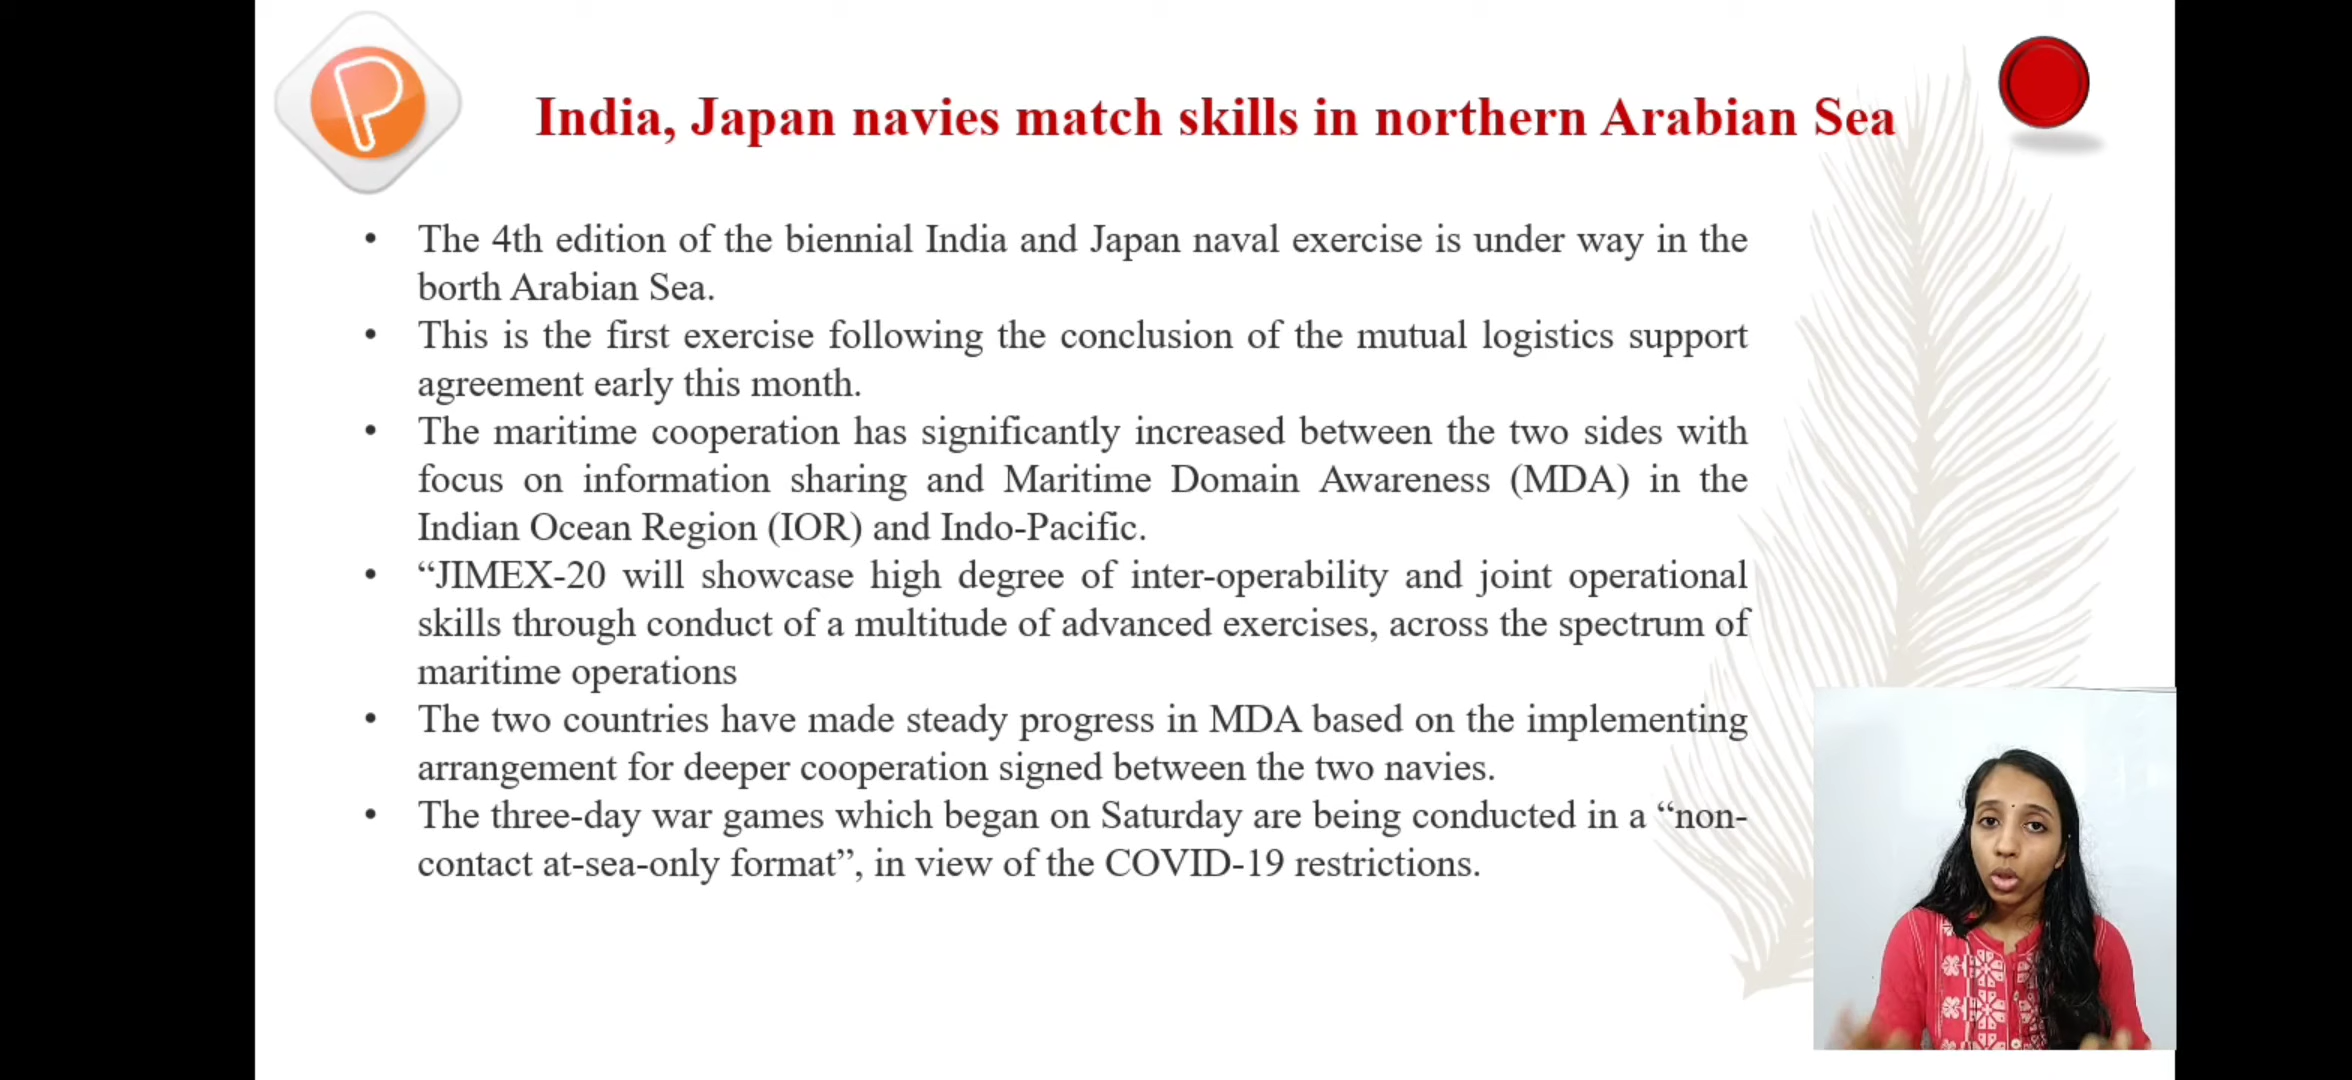 P
India, Japan navies match skills in northern Arabian Sea
• The 4th edition of the biennial India and Japan naval exercise is under way in the
borth Arabian Sea.
• This is the first exercise following the conclusion of the mutual logistics support
agreement early this month.
• The maritime cooperation has significantly increased between the two sides with
focus on information sharing and Maritime Domain Awareness (MDA) in the
Indian Ocean Region (IOR) and Indo-Pacific.
• “JIMEX-20 will showcase high degree of inter-operability and joint operational
skills through conduct of a multitude of advanced exercises, across the spectrum of
maritime operations
• The two countries have made steady progress in MDA based on the implementing
arrangement for deeper cooperation signed between the two navies.
• The three-day war games which began on Saturday are being conducted in a “non-
contact at-sea-only format”, in view of the COVID-19 restrictions.